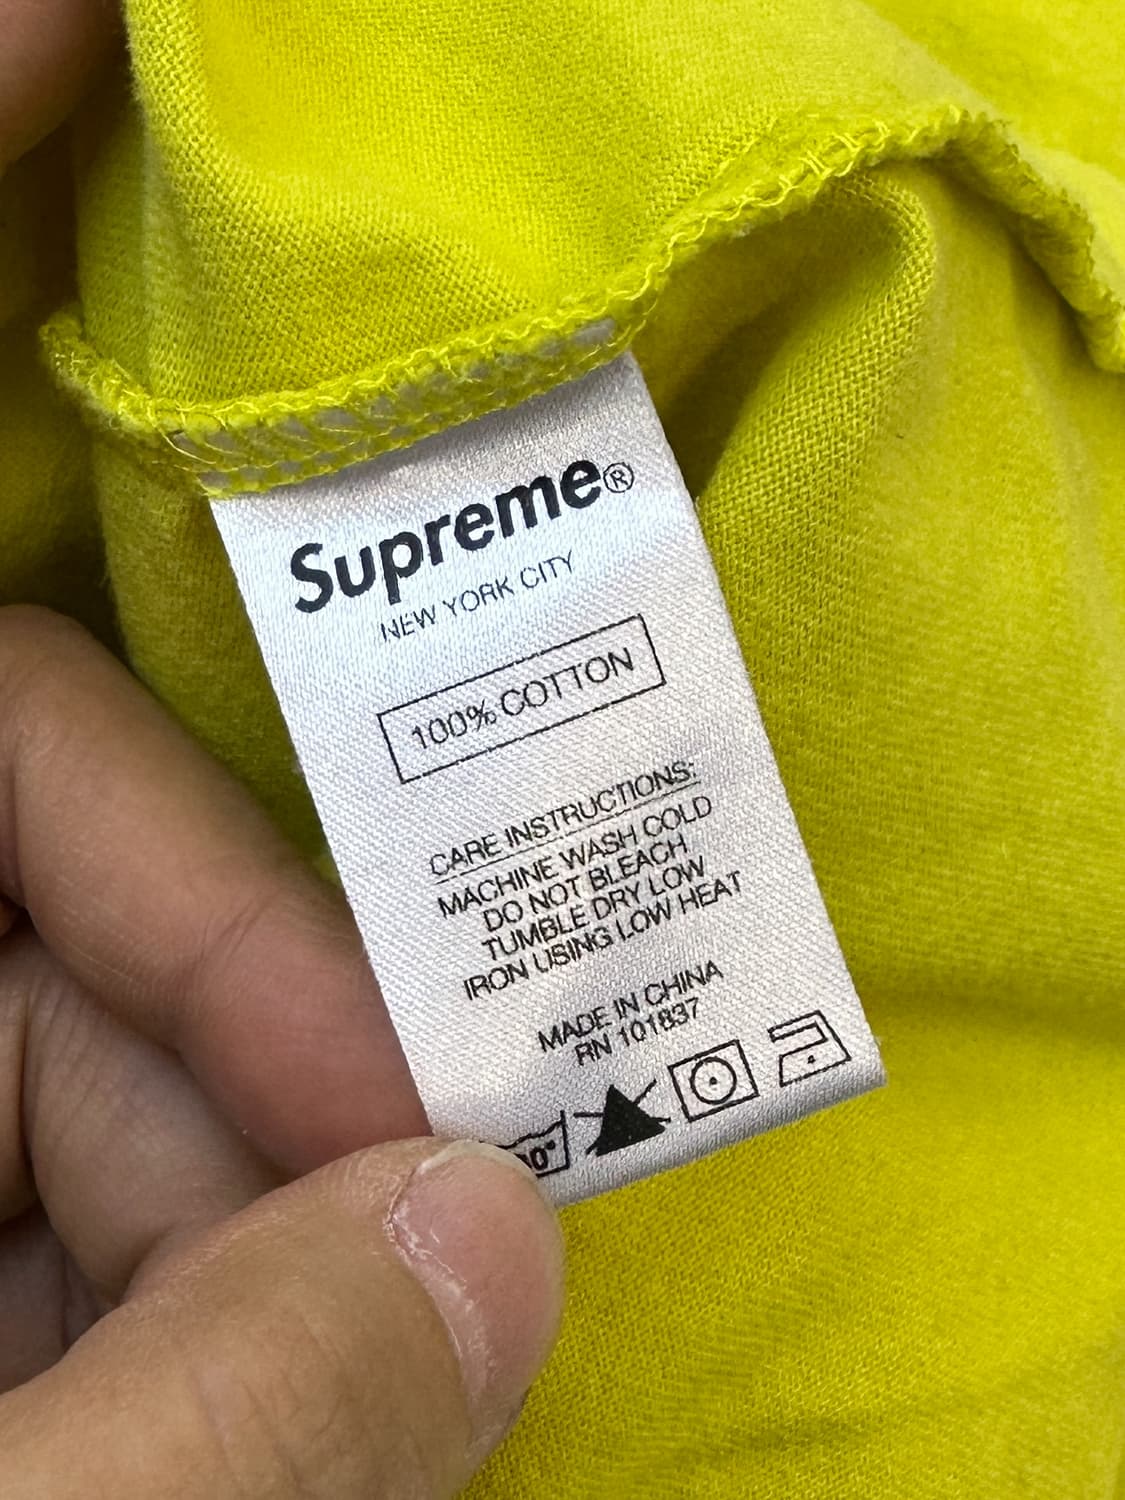 Supreme®
NEW YORK CITY
100% COTTON
CARE INSTRUCTIONS:
MACHINE WASH COLD
DO NOT BLEACH
TUMBLE DRY LOW
IRON USING LOW HEAT
MADE IN CHINA
RN 101837